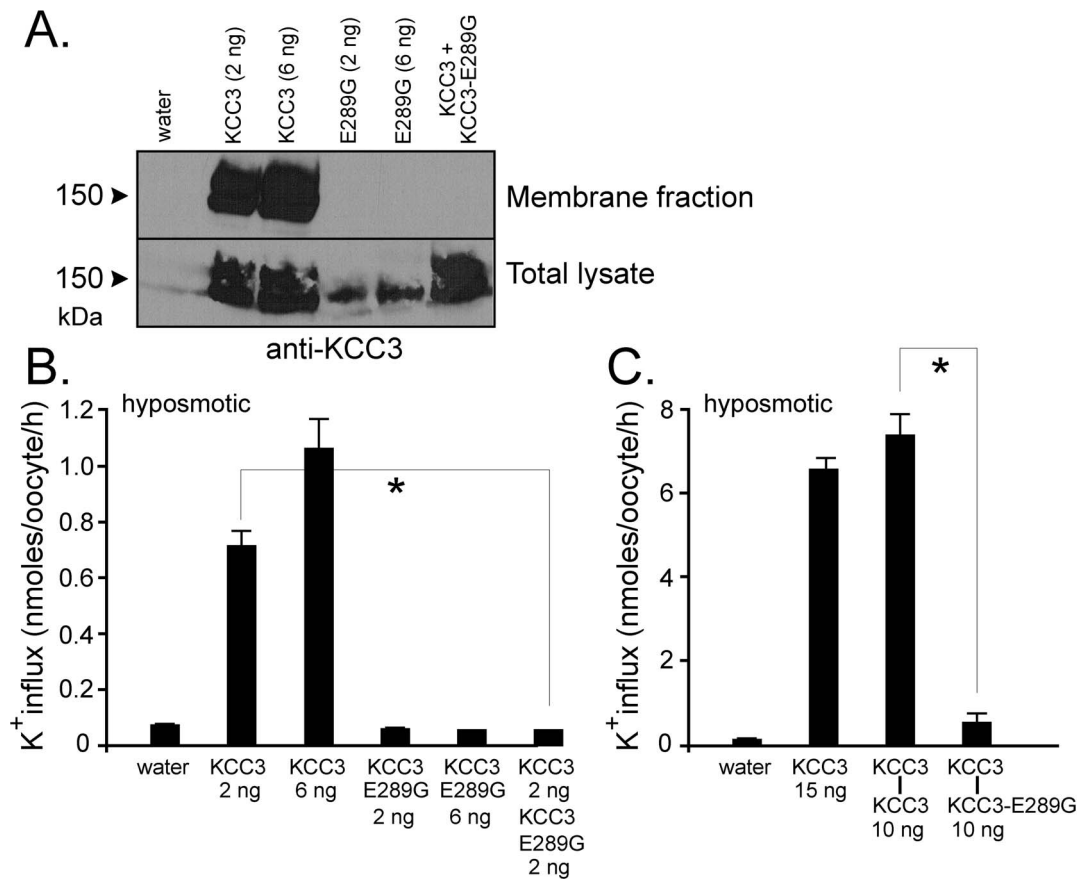 A.
water
KCC3 (2 ng)
KCC3 (6 ng)
E289G (2 ng)
E289G (6 ng)
KCC3 +
KCC3-E289G
150
Membrane fraction
150
Total lysate
kDa
anti-KCC3
B.
hyposmotic
K+ influx (nmoles/oocyte/h)
1.2
1.0
0.8
0.6
0.4
0.2
0
*
water
KCC3
2 ng
KCC3
6 ng
KCC3
E289G
2 ng
KCC3
E289G
6 ng
KCC3
2 ng
KCC3
E289G
2 ng
C.
hyposmotic
K+ influx (nmoles/oocyte/h)
8
6
4
2
0
*
water
KCC3
15 ng
KCC3
KCC3
10 ng
KCC3
KCC3-E289G
10 ng